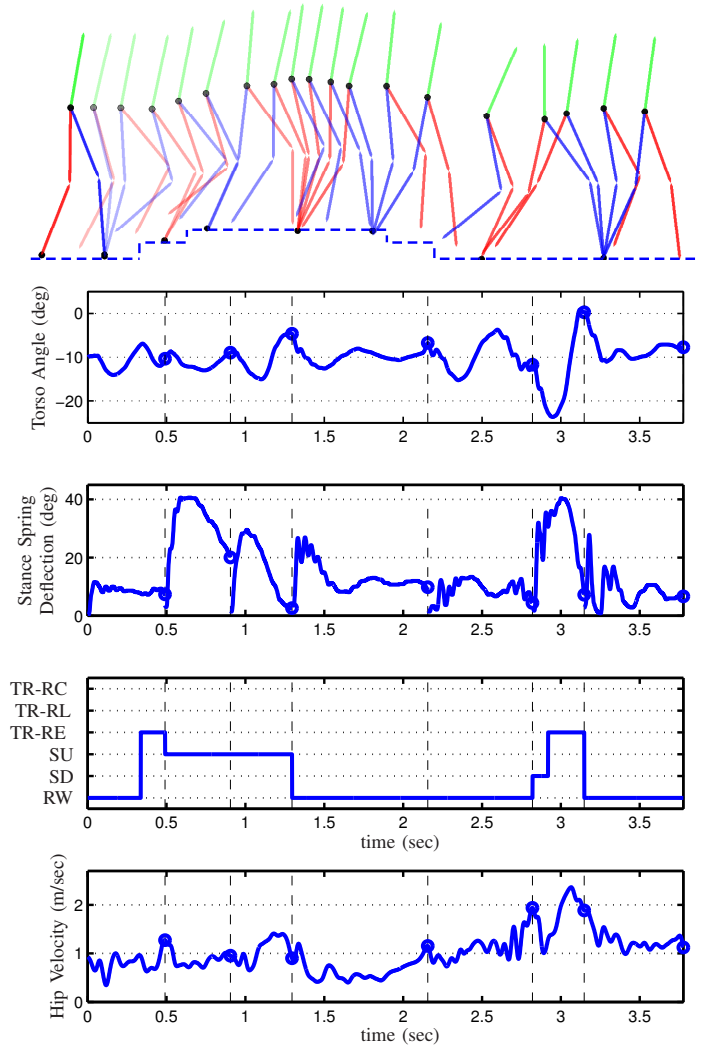 Torso Angle (deg)
0
−10
−20
0 0.5 1 1.5 2 2.5 3 3.5
Stance Spring
Deflection (deg)
40
20
0
0 0.5 1 1.5 2 2.5 3 3.5
TR-RC
TR-RL
TR-RE
SU
SD
RW
0 0.5 1 1.5 2 2.5 3 3.5
time (sec)
Hip Velocity (m/sec)
2
1
0
0 0.5 1 1.5 2 2.5 3 3.5
time (sec)